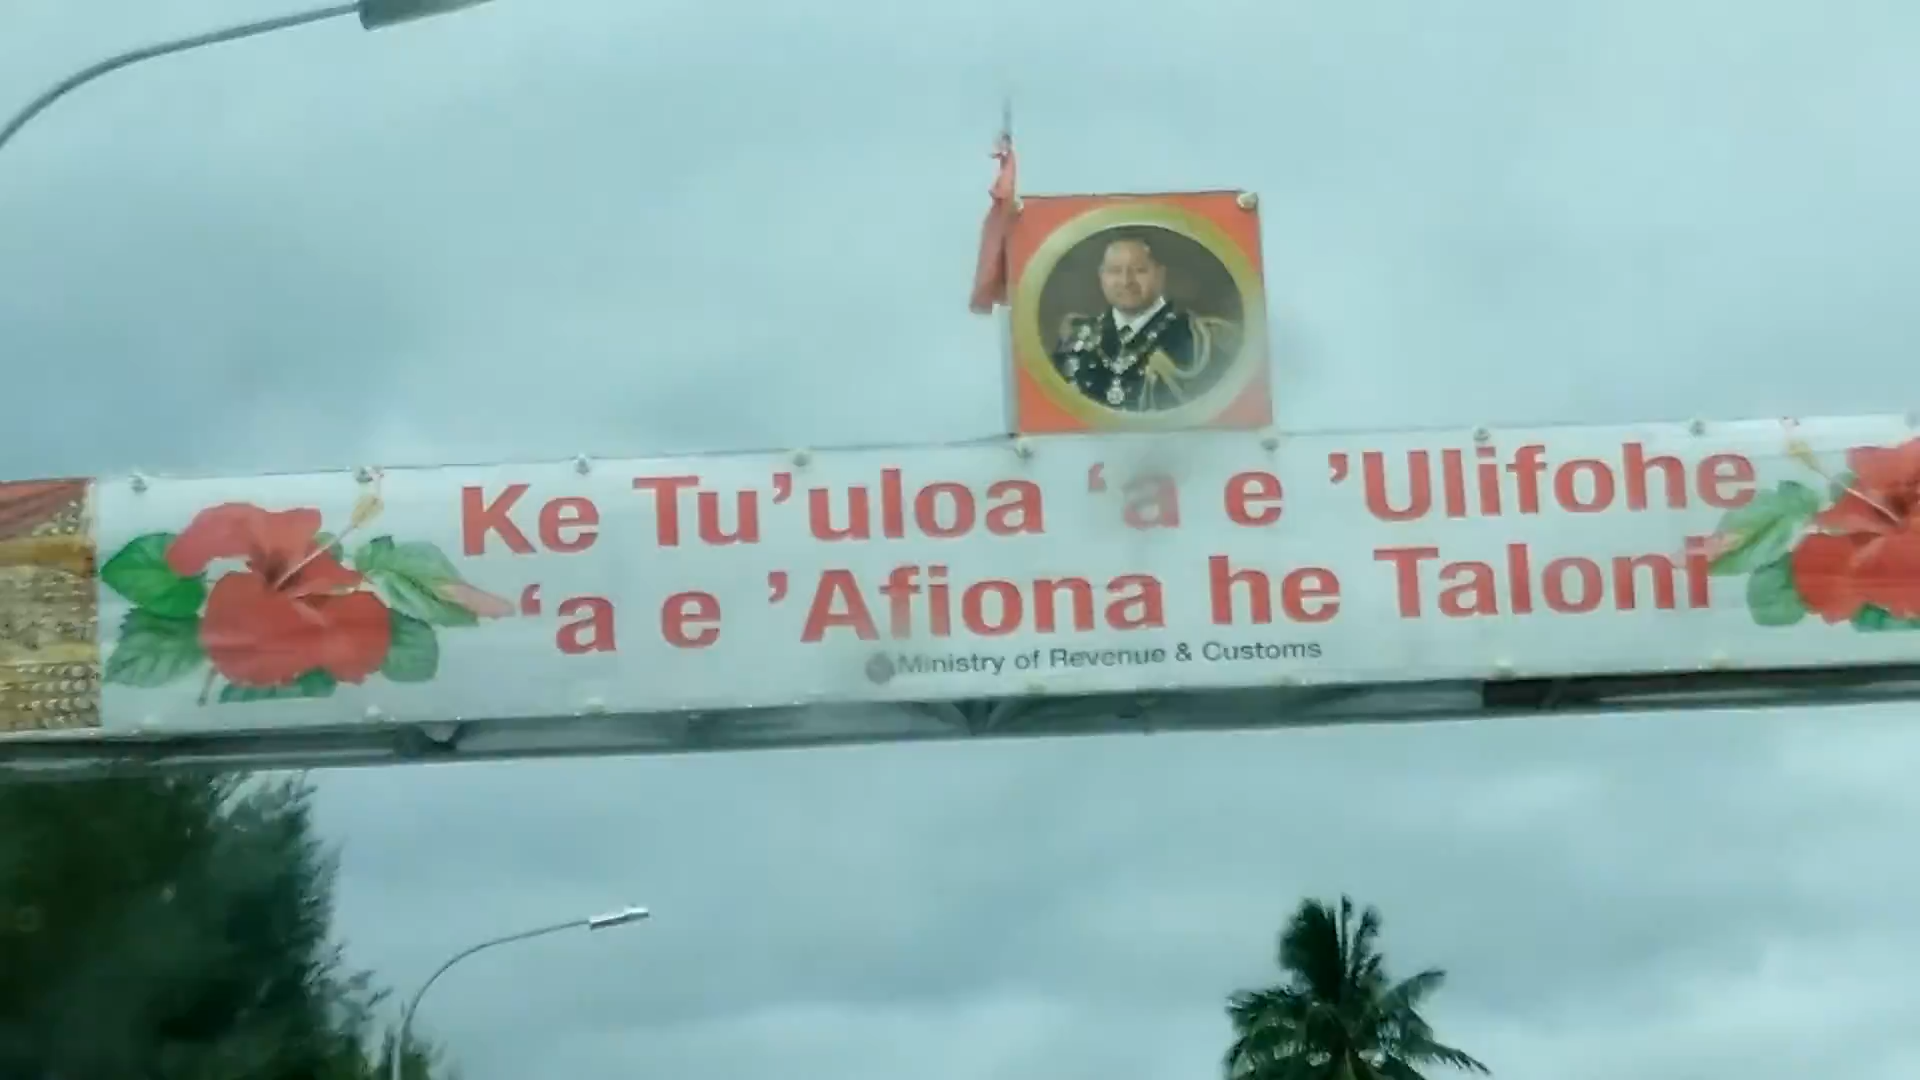 Ke Tu’uloa ‘a e ’Ulifohe
‘a e ’Afiona he Taloni
Ministry of Revenue & Customs